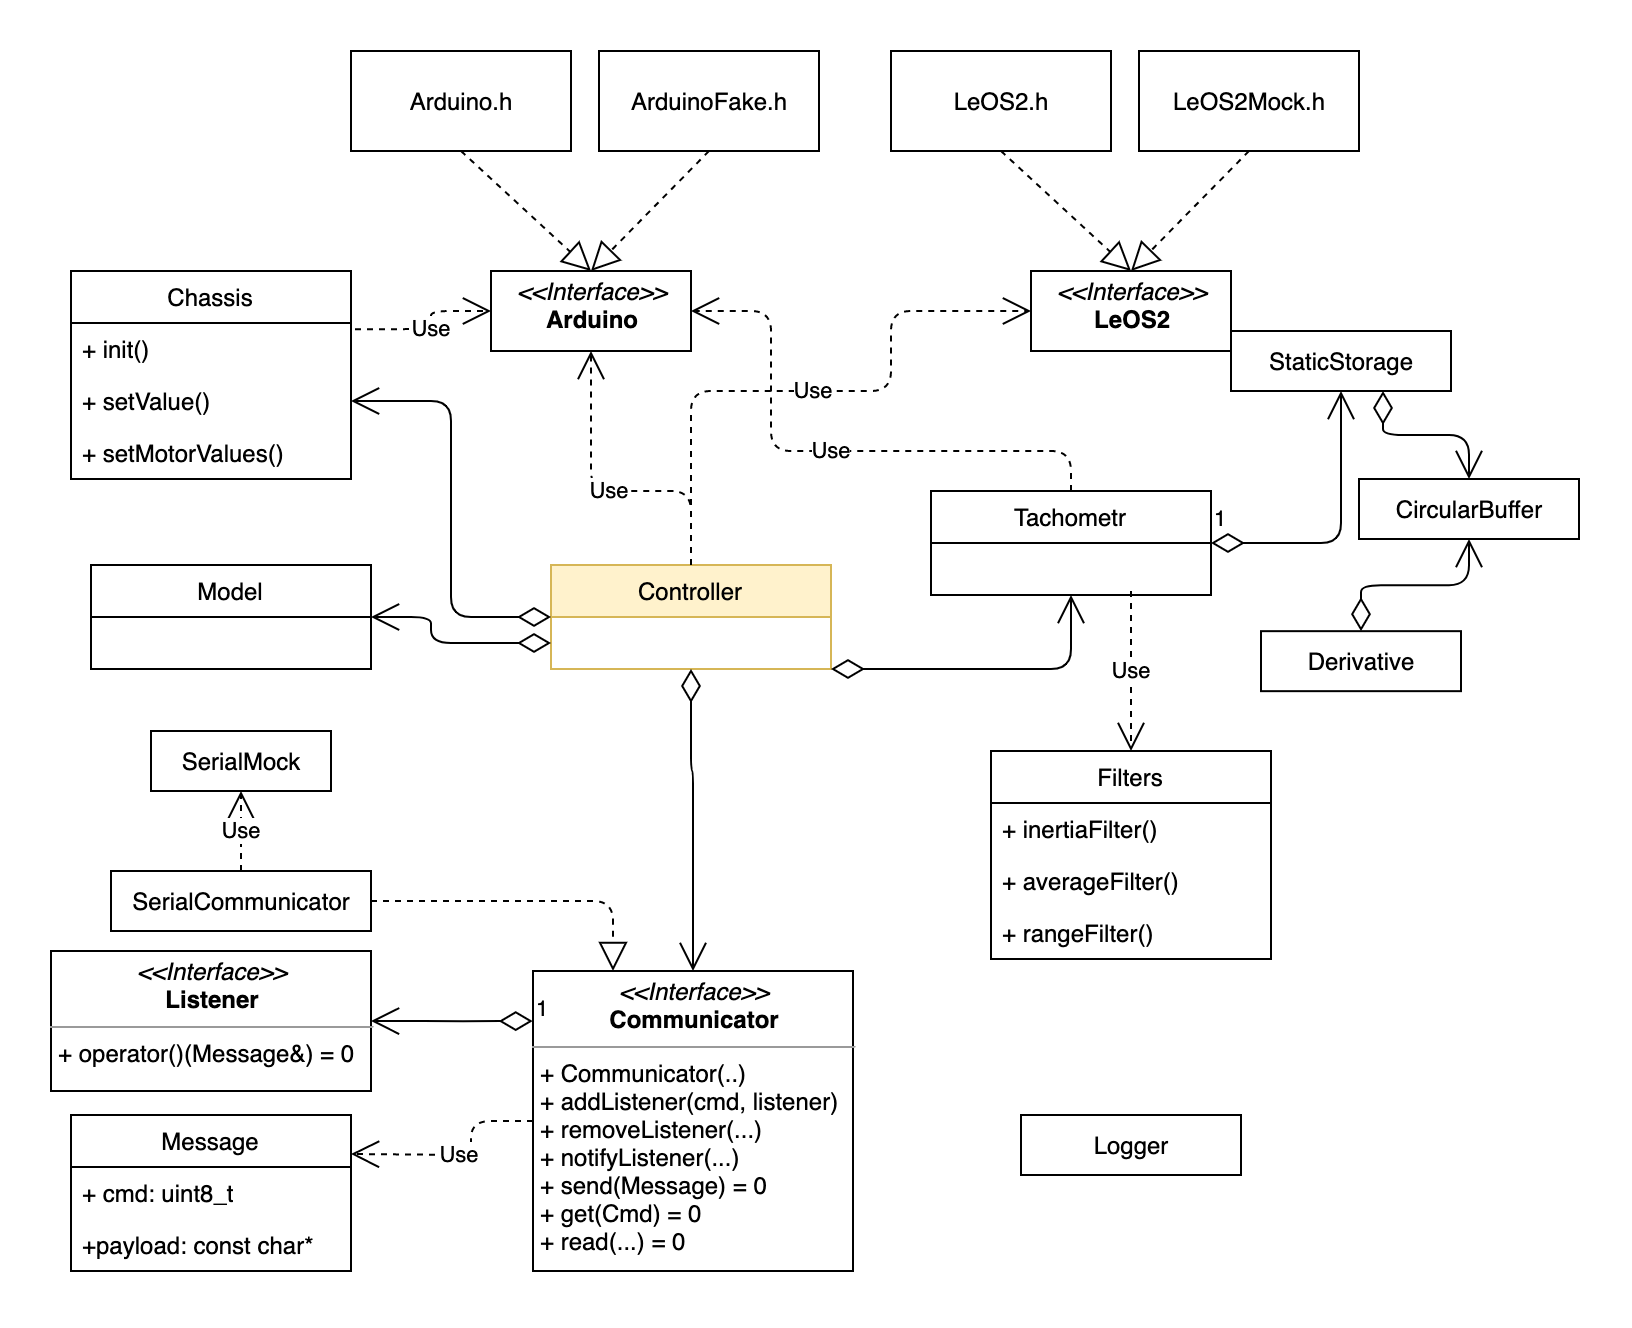 Arduino.h
ArduinoFake.h
LeOS2.h
LeOS2Mock.h
Chassis
+ init()
+ setValue()
+ setMotorValues()
Use
<<Interface>>
Arduino
<<Interface>>
LeOS2
StaticStorage
Use
Use
Use
Tachometr
1
CircularBuffer
Model
Controller
Derivative
Use
SerialMock
Use
SerialCommunicator
Filters
+ inertiaFilter()
+ averageFilter()
+ rangeFilter()
<<Interface>>
Listener
+ operator()(Message&) = 0
1
<<Interface>>
Communicator
+ Communicator(..)
+ addListener(cmd, listener)
+ removeListener(...)
+ notifyListener(...)
+ send(Message) = 0
+ get(Cmd) = 0
+ read(...) = 0
Message
+ cmd: uint8_t
+payload: const char*
Use
Logger